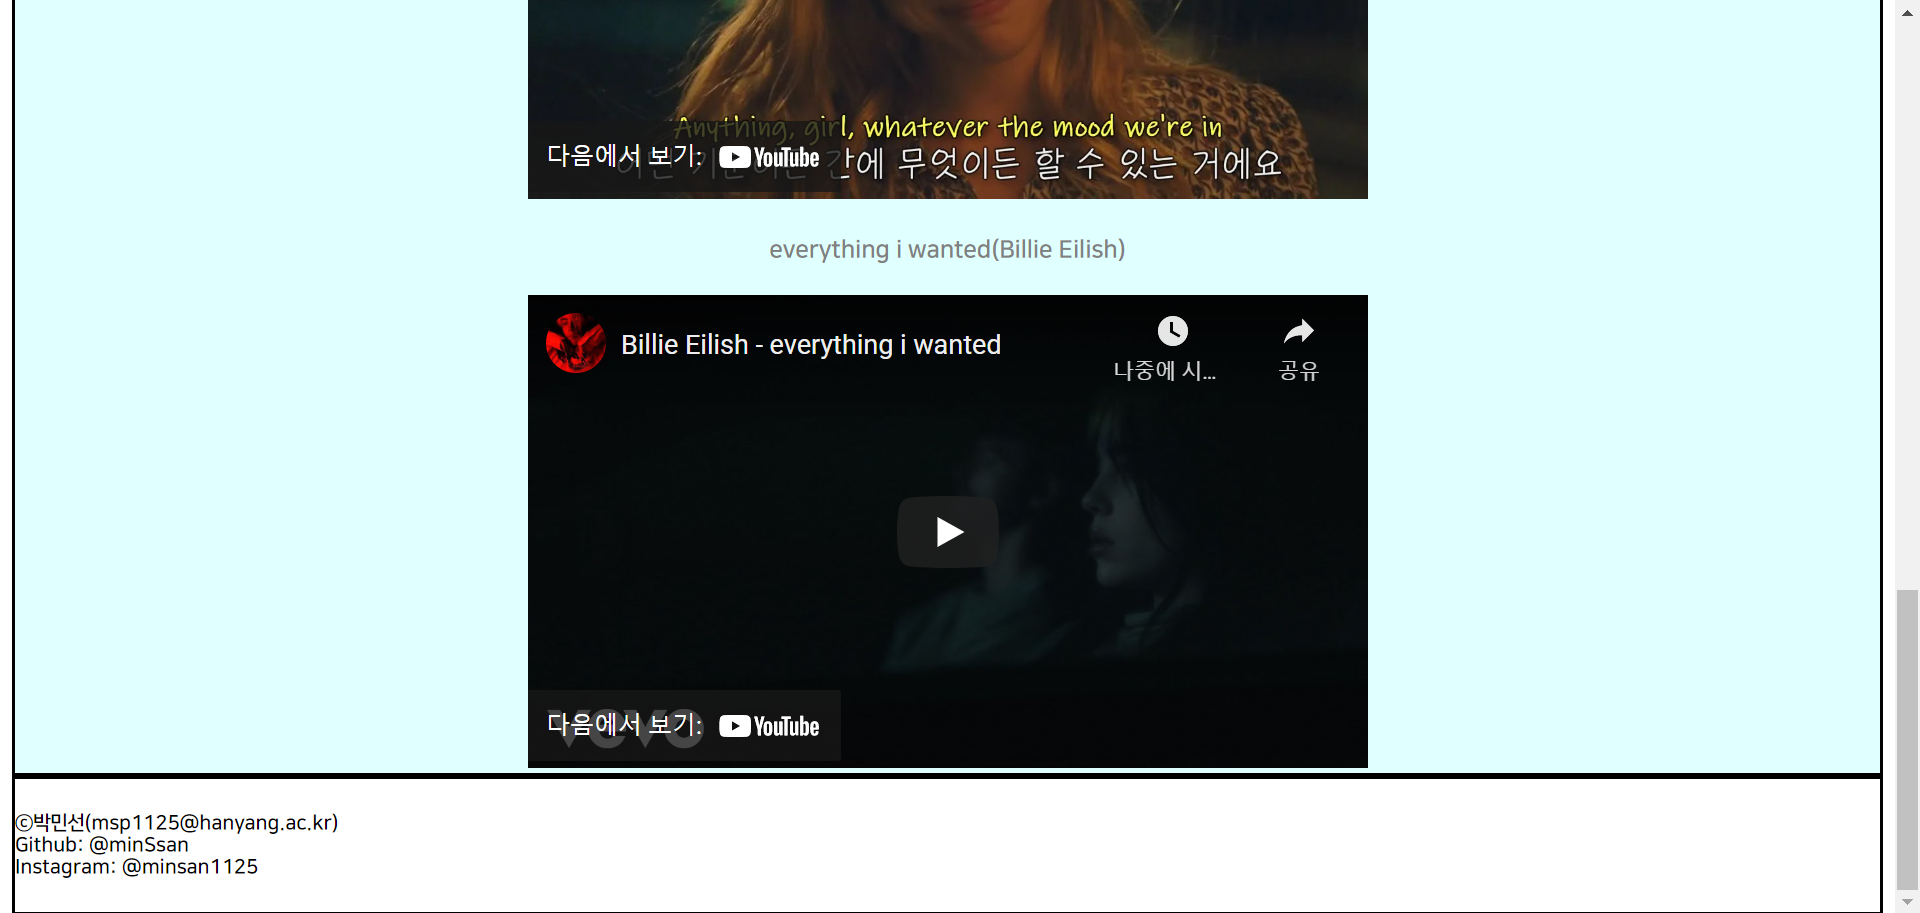 Anything, girl, whatever the mood we're in
간에 무엇이든 할 수 있는 거에요
다음에서 보기: YouTube
everything i wanted(Billie Eilish)
Billie Eilish - everything i wanted
나중에 시...
공유
다음에서 보기: YouTube
vevo
ⓒ박민선(msp1125@hanyang.ac.kr)
Github: @minSsan
Instagram: @minsan1125